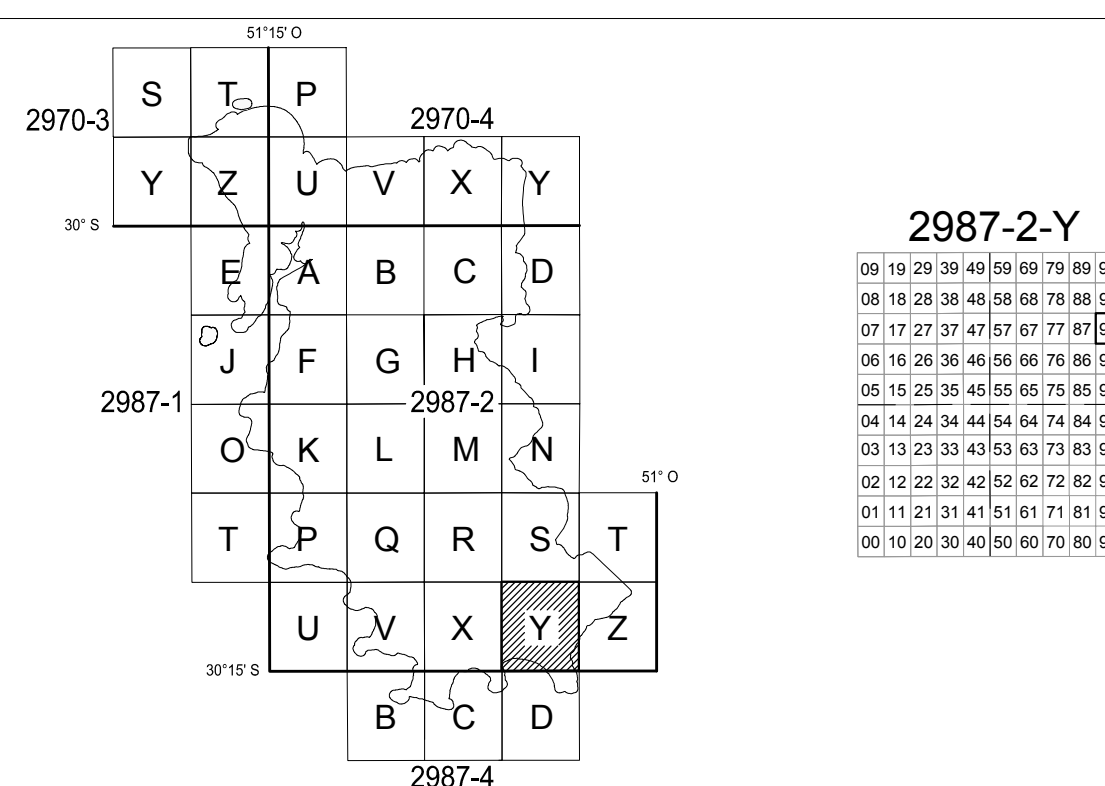 51°15' O
S T P
2970-3
2970-4
Y Z U V X Y
30° S
E A B C D
J F G H I
2987-1
2987-2
O K L M N
51° O
T P Q R S T
U V X Y Z
30°15' S
B C D
2987-4
2987-2-Y
09 19 29 39 49 59 69 79 89
08 18 28 38 48 58 68 78 88
07 17 27 37 47 57 67 77 87
06 16 26 36 46 56 66 76 86
05 15 25 35 45 55 65 75 85
04 14 24 34 44 54 64 74 84
03 13 23 33 43 53 63 73 83
02 12 22 32 42 52 62 72 82
01 11 21 31 41 51 61 71 81
00 10 20 30 40 50 60 70 80